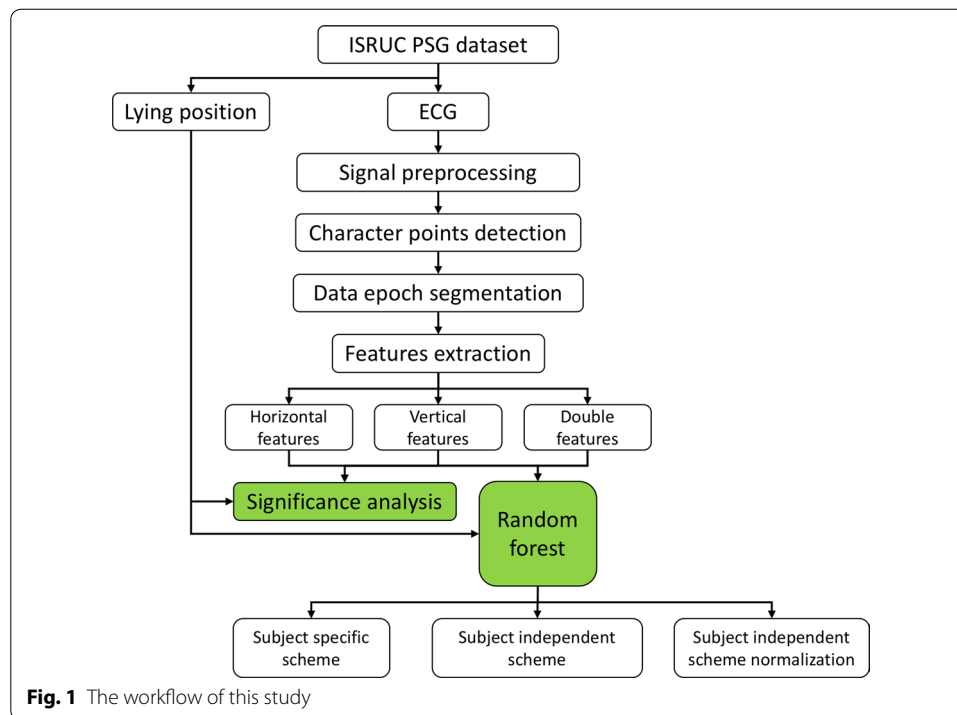 ISRUC PSG dataset
Lying position
ECG
Signal preprocessing
Character points detection
Data epoch segmentation
Features extraction
Horizontal
features
Vertical
features
Double
features
Significance analysis
Random
forest
Subject specific
scheme
Subject independent
scheme
Subject independent
scheme normalization
Fig. 1 The workflow of this study